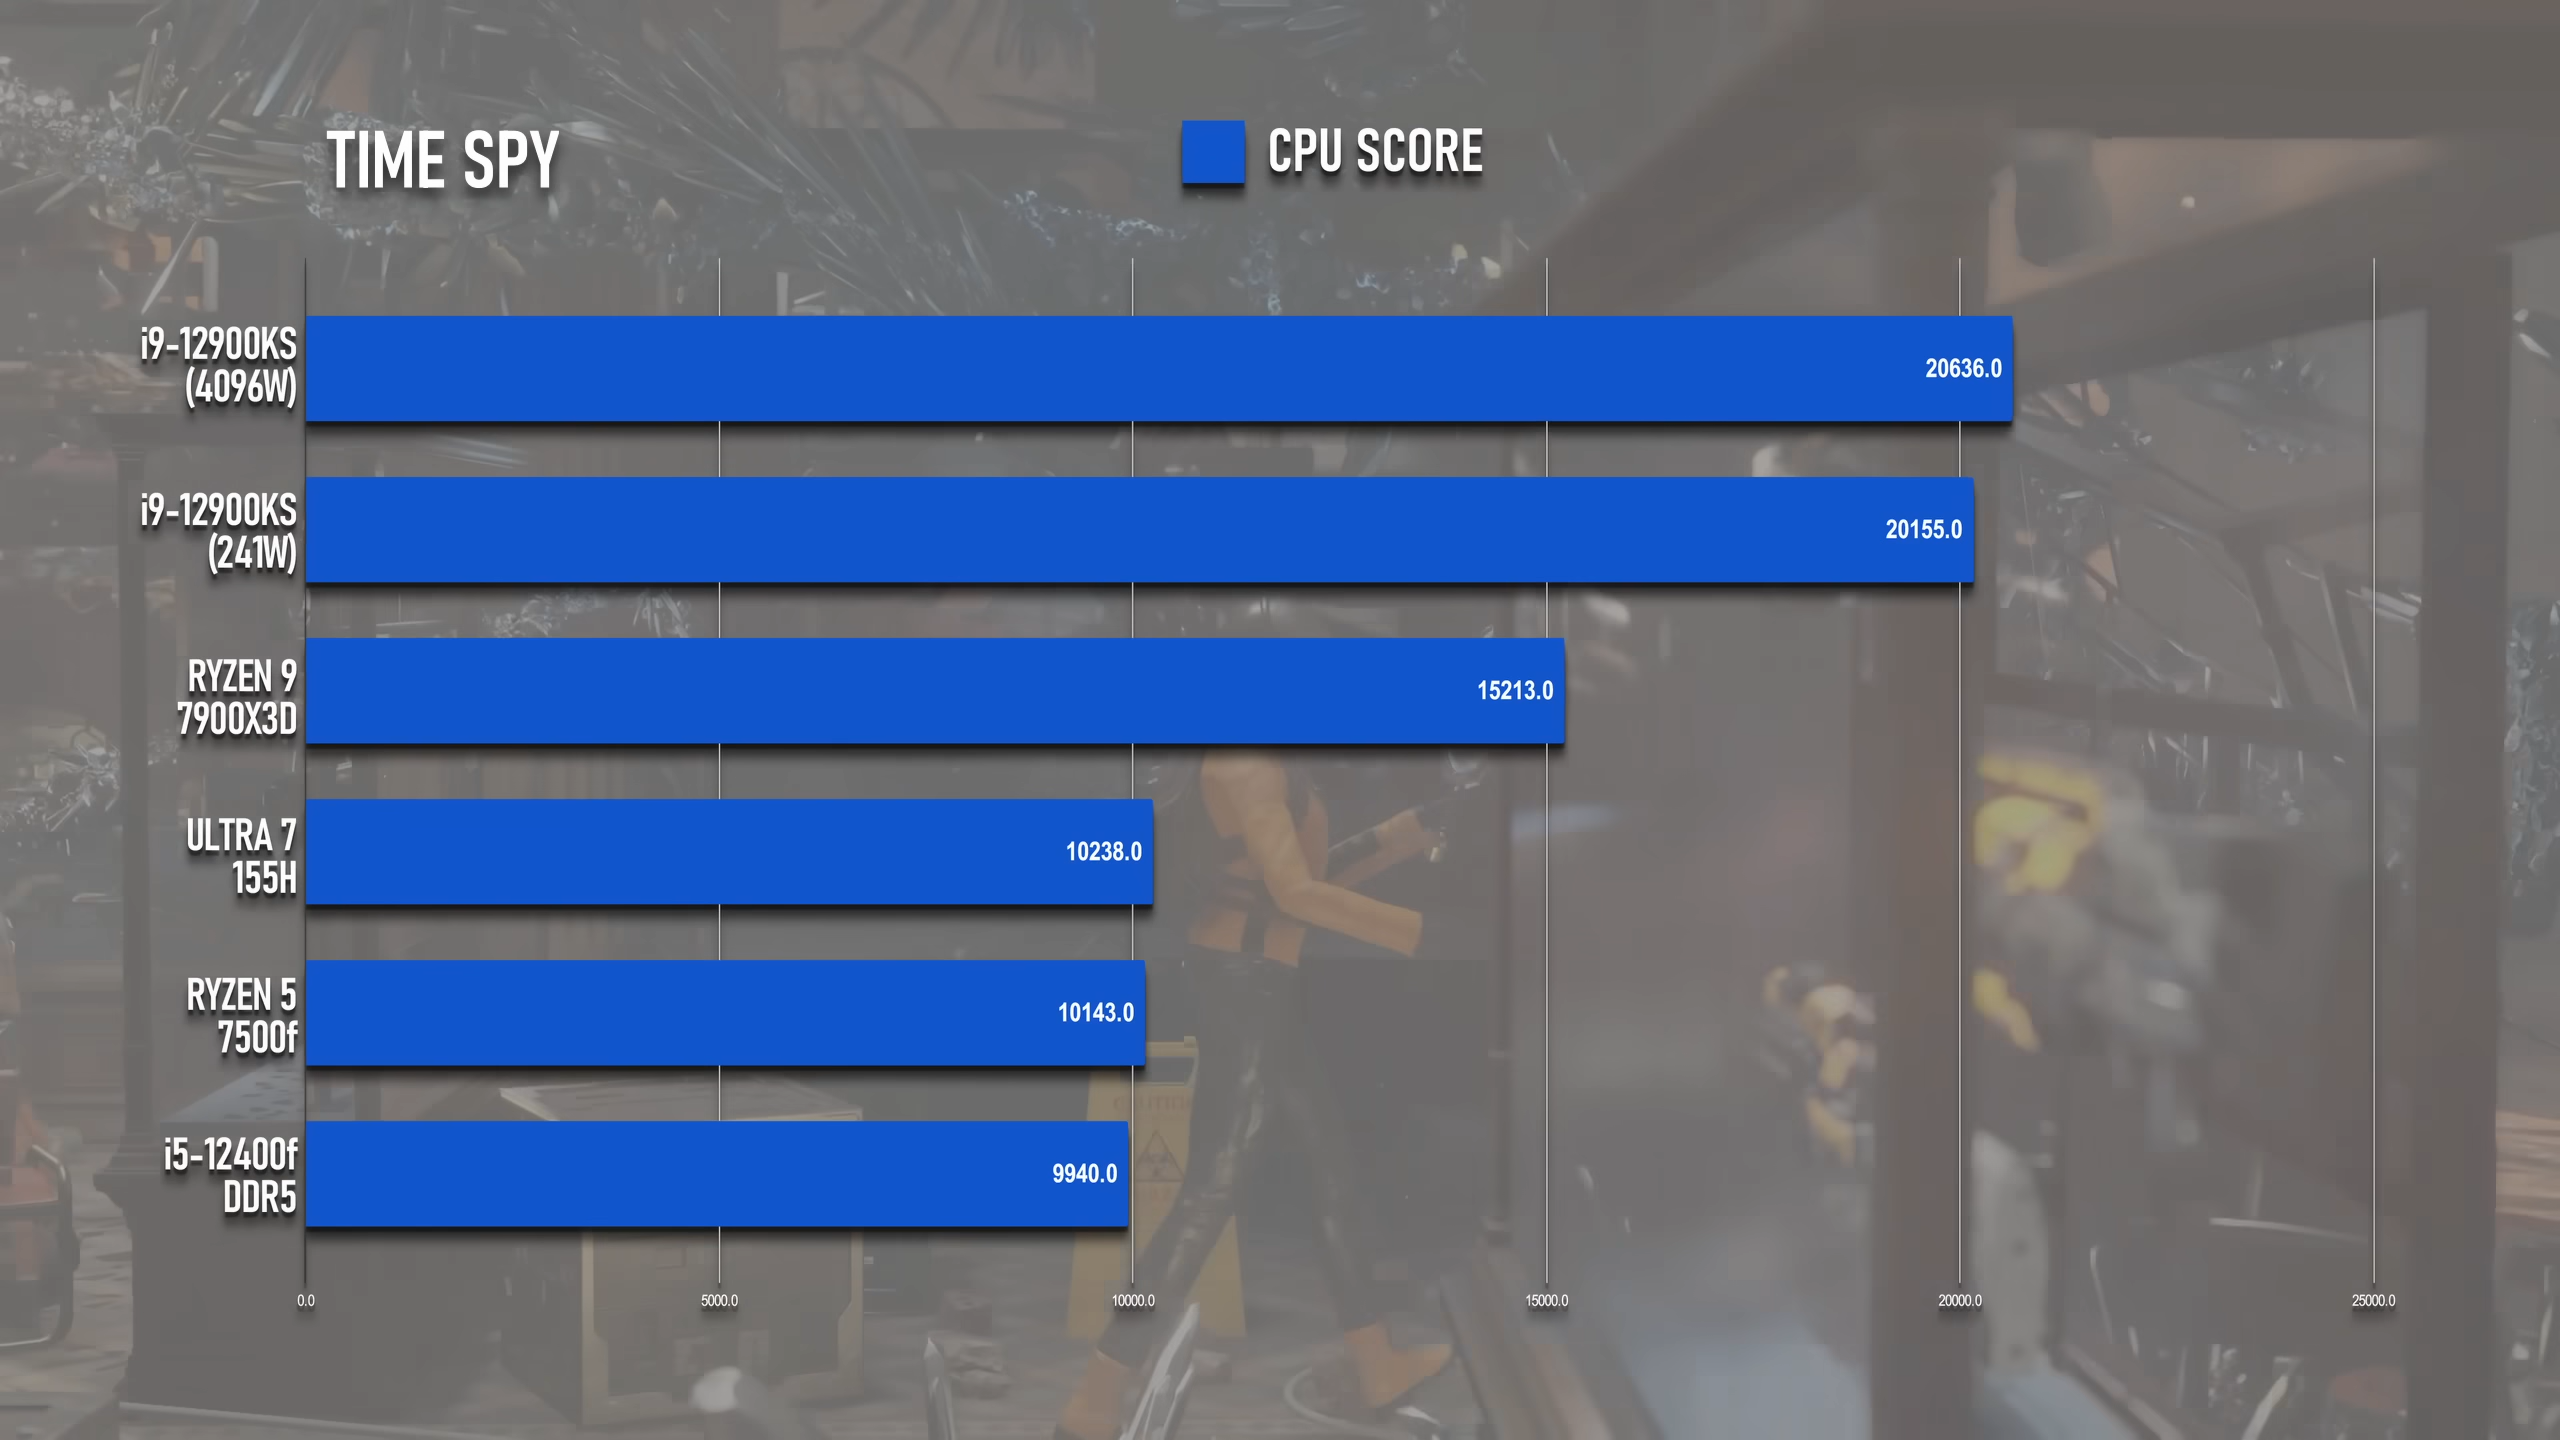 TIME SPY
CPU SCORE
i9-12900KS
(4096W)
20636.0
i9-12900KS
(241W)
20155.0
RYZEN 9
7900X3D
15213.0
ULTRA 7
155H
10238.0
RYZEN 5
7500f
10143.0
i5-12400f
DDR5
9940.0
0.0
5000.0
10000.0
15000.0
20000.0
25000.0